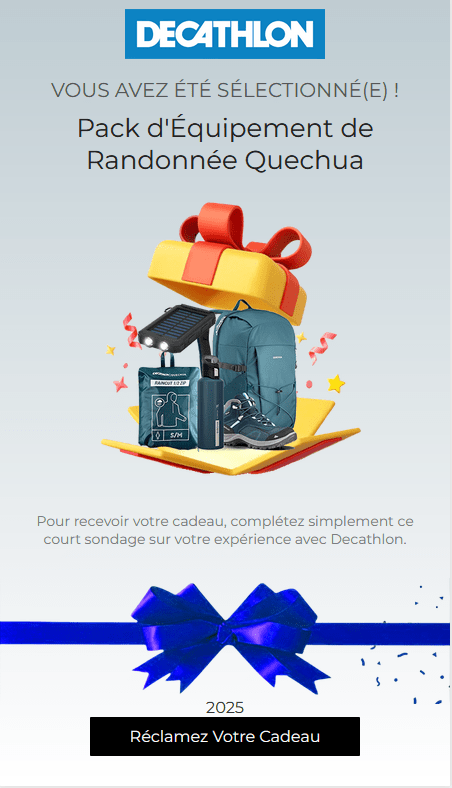 DECATHLON
VOUS AVEZ ÉTÉ SÉLECTIONNÉ(E) !
Pack d'Équipement de
Randonnée Quechua
RAINCUT 1/2 ZIP
S/M
Pour recevoir votre cadeau, complétez simplement ce
court sondage sur votre expérience avec Decathlon.
2025
Réclamez Votre Cadeau